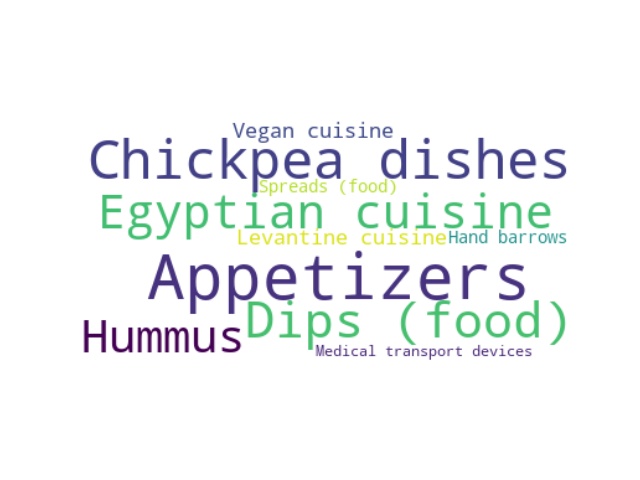 Vegan cuisine
Chickpea dishes
Spreads (food)
Egyptian cuisine
Levantine cuisine
Hand barrows
Appetizers
Dips (food)
Hummus
Medical transport devices